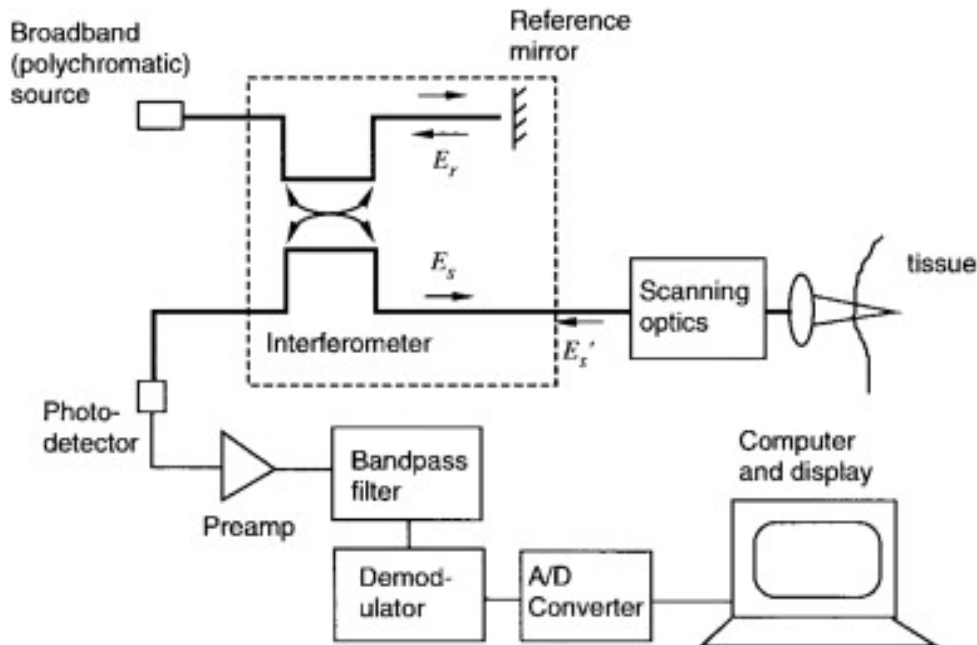 Broadband
(polychromatic)
source
Reference
mirror
E_r
E_s
Interferometer
E_s'
Scanning
optics
tissue
Photo-
detector
Preamp
Bandpass
filter
Demod-
ulator
A/D
Converter
Computer
and display